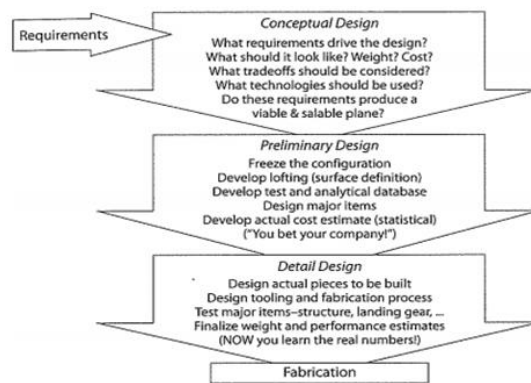 Requirements
Conceptual Design
What requirements drive the design?
What should it look like? Weight? Cost?
What tradeoffs should be considered?
What technologies should be used?
Do these requirements produce a
viable & salable plane?
Preliminary Design
Freeze the configuration
Develop lofting (surface definition)
Develop test and analytical database
Design major items
Develop actual cost estimate (statistical)
("You bet your company!")
Detail Design
Design actual pieces to be built
Design tooling and fabrication process
Test major items–structure, landing gear, ...
Finalize weight and performance estimates
(NOW you learn the real numbers!)
Fabrication